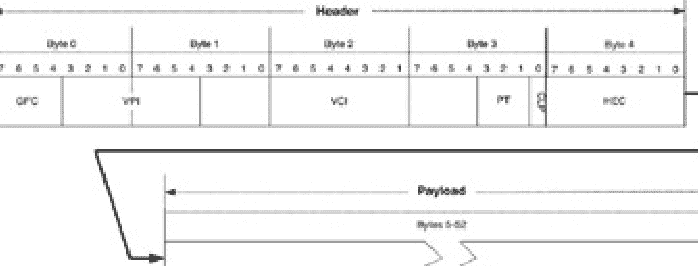 Header
Byte 0 Byte 1 Byte 2 Byte 3 Byte 4
7 6 5 4 3 2 1 0 7 6 5 4 3 2 1 0 7 6 5 4 4 3 2 1 7 6 5 4 3 2 1 0 7 6 5 4 3 2 1 0
GFC VPI VCI PT CLP HEC
Payload
Bytes 5-52